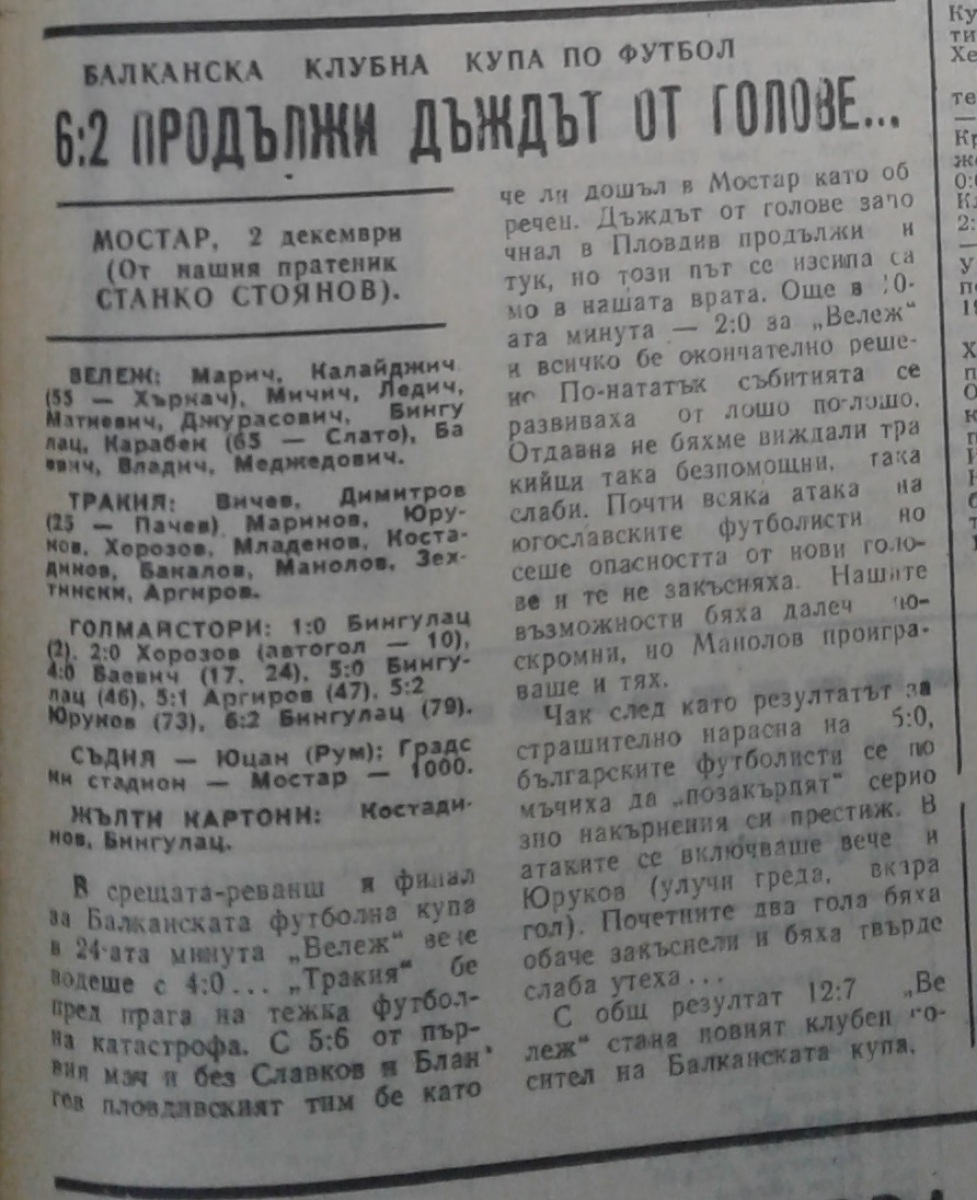 БАЛКАНСКА КЛУБНА КУПА ПО ФУТБОЛ
6:2 ПРОДЪЛЖИ ДЪЖДЪТ ОТ ГОЛОВЕ...
МОСТАР, 2 декември
(От нашия пратеник
СТАНКО СТОЯНОВ).
ВЕЛЕЖ: Марич, Калайджич
(55 — Хъркач), Мичич, Ледич,
Матиевич, Джурасович, Бингу
лац, Карабек (65 — Слато), Ба
евич, Владич, Меджедович.
ТРАКИЯ: Вичев, Димитров
(25 — Пачев) Маринов, Юру-
ков, Хорозов, Младенов, Коста-
динов, Бакалов, Манолов, Зех-
тински, Аргиров.
ГОЛМАЙСТОРИ: 1:0 Бингулац
(2), 2:0 Хорозов (автогол — 10),
4:0 Баевич (17, 24), 5:0 Бингу-
лац (46), 5:1 Аргиров (47), 5:2
Юруков (73), 6:2 Бингулац (79).
СЪДИЯ — Юцан (Рум); Градс
ки стадион — Мостар — 1000.
ЖЪЛТИ КАРТОНИ: Костади-
нов, Бингулац.
В срещата-реванш и финал
за Балканската футболна купа
в 24-ата минута „Вележ“ вече
водеше с 4:0... „Тракия“ бе
пред прага на тежка футбол-
на катастрофа. С 5:6 от пър-
вия мач и без Славков и Блан
гев пловдивският тим бе като
че ли дошъл в Мостар като об
речен. Дъждът от голове запо
чнал в Пловдив продължи и
тук, но този път се изсипа са
мо в нашата врата. Още в 10-
ата минута — 2:0 за „Вележ“
и всичко бе окончателно реше-
но По-нататък събитията се
развиваха от лошо по-лошо.
Отдавна не бяхме виждали тра
кийци така безпомощни, така
слаби. Почти всяка атака на
югославските футболисти но
сеше опасността от нови голо-
ве и те не закъсняха. Нашите
възможности бяха далеч по-
скромни, но Манолов проигра-
ваше и тях.
Чак след като резултатът за
страшително нарасна на 5:0,
българските футболисти се по
мъчиха да „позакърпят“ серио
зно накърнения си престиж. В
атаките се включваше вече и
Юруков (улучи греда, вкара
гол). Почетните два гола бяха
обаче закъснели и бяха твърде
слаба утеха...
С общ резултат 12:7 „Ве
леж“ стана новият клубен но-
сител на Балканската купа.